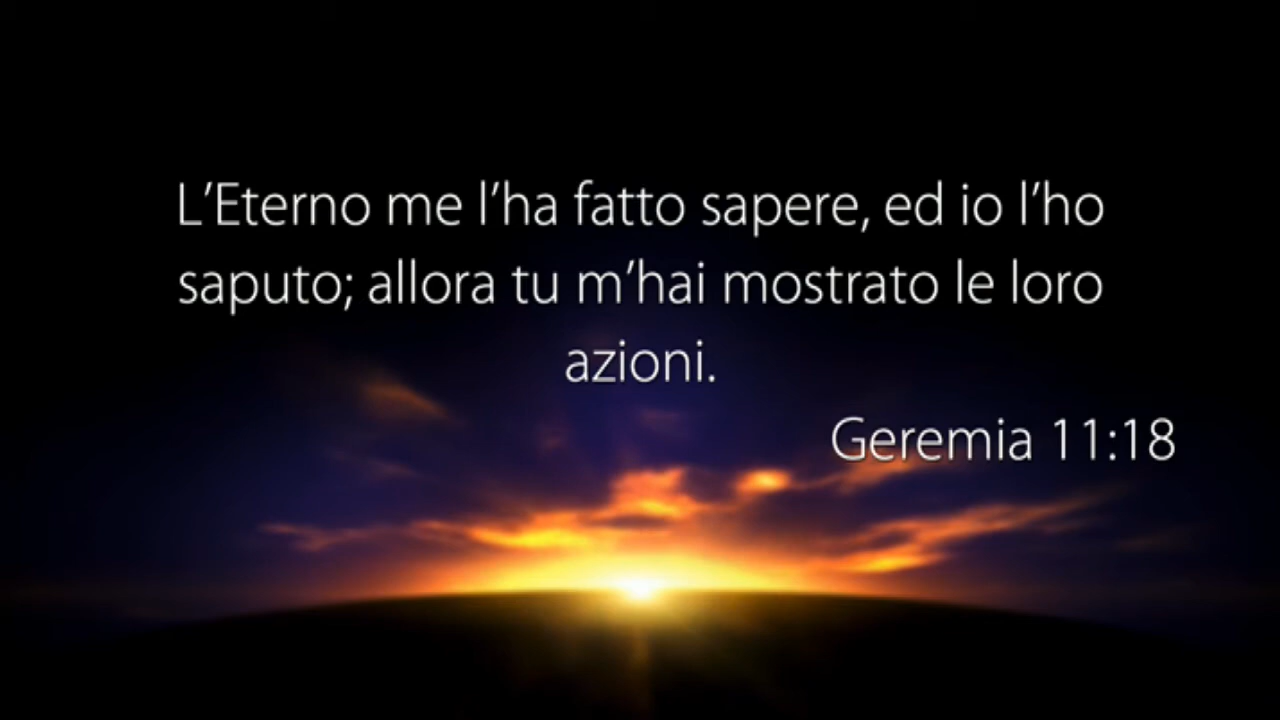 L’Eterno me l’ha fatto sapere, ed io l’ho
saputo; allora tu m’hai mostrato le loro
azioni.
Geremia 11:18